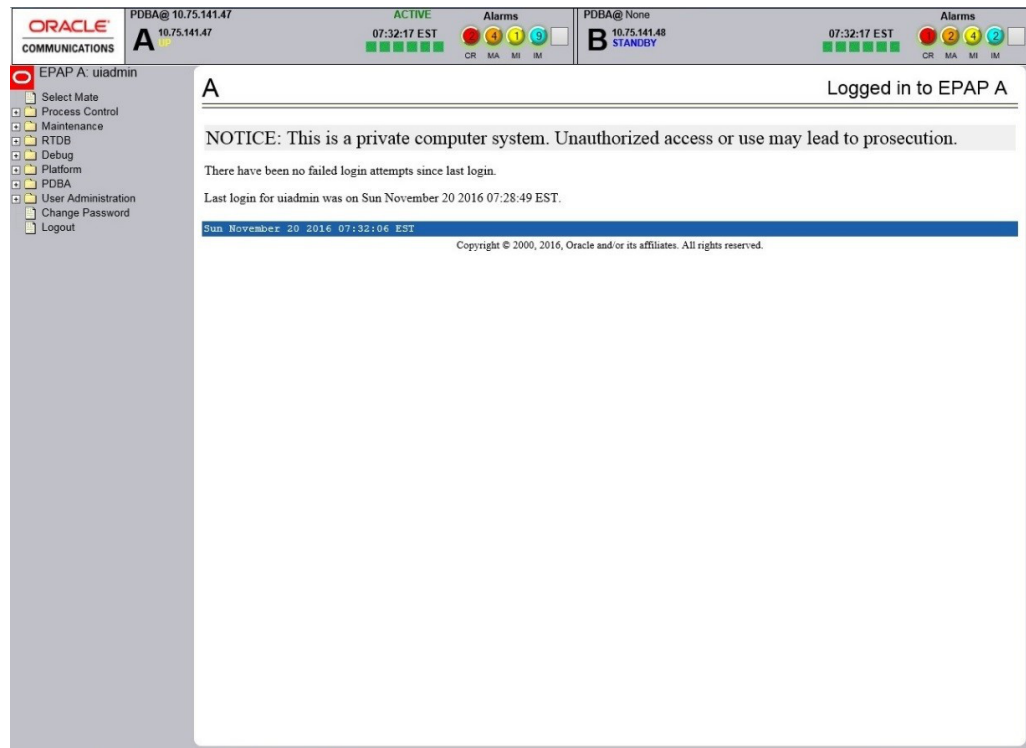 ORACLE
COMMUNICATIONS
PDBA@ 10.75.141.47
A 10.75.141.47
UP
ACTIVE
07:32:17 EST
Alarms
2 4 1 9
CR MA MI IM
PDBA@ None
B 10.75.141.48
STANDBY
07:32:17 EST
Alarms
1 2 4 2
CR MA MI IM
EPAP A: uiadmin
Select Mate
Process Control
Maintenance
RTDB
Debug
Platform
PDBA
User Administration
Change Password
Logout
A
Logged in to EPAP A
NOTICE: This is a private computer system. Unauthorized access or use may lead to prosecution.
There have been no failed login attempts since last login.
Last login for uiadmin was on Sun November 20 2016 07:28:49 EST.
Sun November 20 2016 07:32:06 EST
Copyright © 2000, 2016, Oracle and/or its affiliates. All rights reserved.